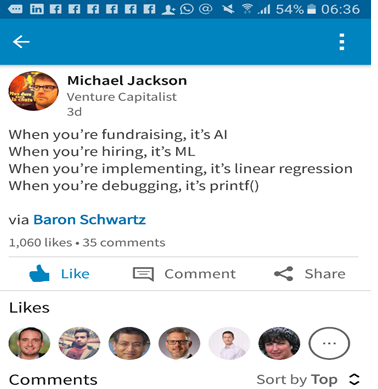 54% 06:36
Michael Jackson
Venture Capitalist
3d
When you're fundraising, it's AI
When you're hiring, it's ML
When you're implementing, it's linear regression
When you're debugging, it's printf()
via Baron Schwartz
1,060 likes • 35 comments
Like Comment Share
Likes
Comments Sort by Top